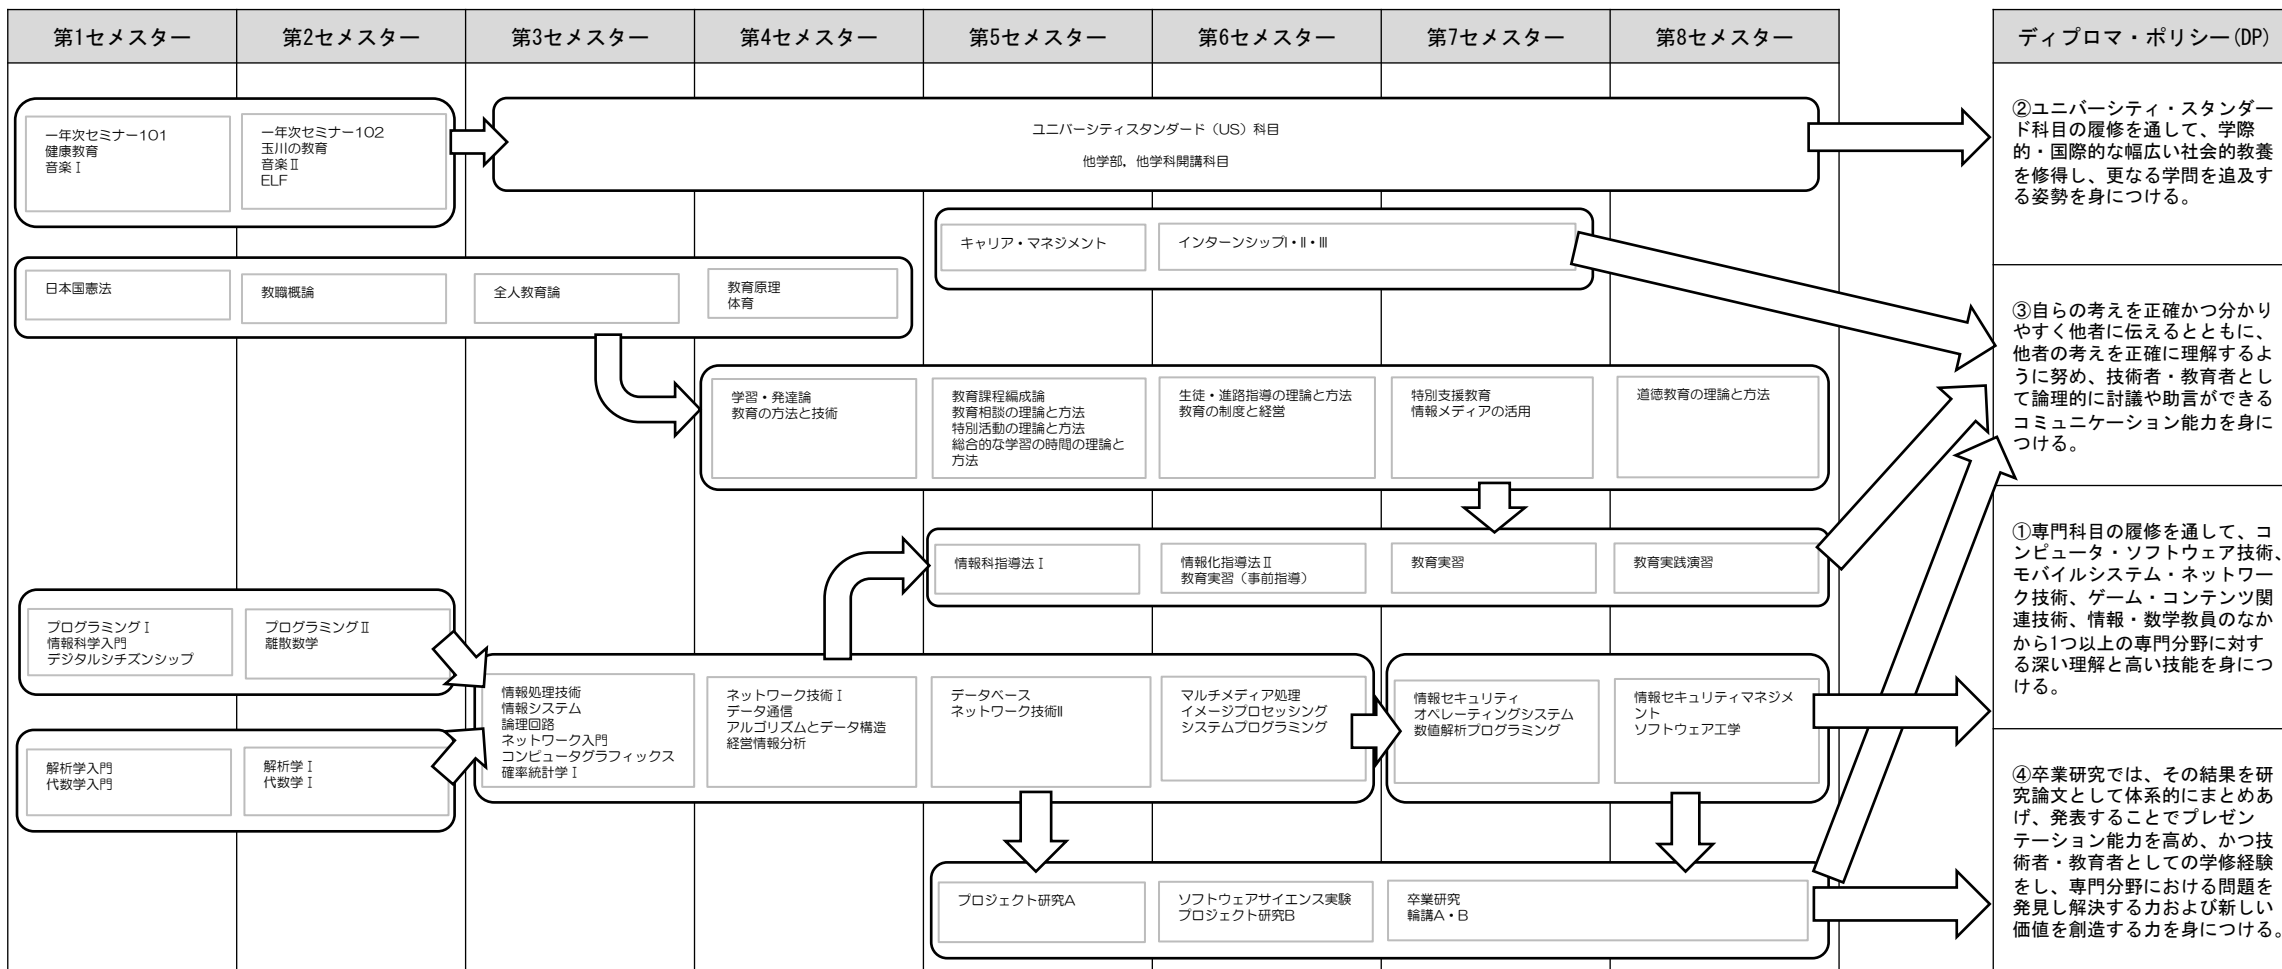 第1セメスター
第2セメスター
第3セメスター
第4セメスター
第5セメスター
第6セメスター
第7セメスター
第8セメスター
ディプロマ・ポリシー(DP)
一年次セミナー101
健康教育
音楽Ⅰ
一年次セミナー102
玉川の教育
音楽Ⅱ
ELF
ユニバーシティスタンダード（US）科目
他学部，他学科開講科目
②ユニバーシティ・スタンダー
ド科目の履修を通して、学際
的・国際的な幅広い社会的教養
を修得し、更なる学問を追及す
る姿勢を身につける。
キャリア・マネジメント
インターンシップI・II・III
日本国憲法
教職概論
全人教育論
教育原理
体育
③自らの考えを正確かつ分かり
やすく他者に伝えるとともに、
他者の考えを正確に理解するよ
うに努め、技術者・教育者とし
て論理的に討議や助言ができる
コミュニケーション能力を身に
つける。
学習・発達論
教育の方法と技術
教育課程編成論
教育相談の理論と方法
特別活動の理論と方法
総合的な学習の時間の理論と
方法
生徒・進路指導の理論と方法
教育の制度と経営
特別支援教育
情報メディアの活用
道徳教育の理論と方法
情報科指導法Ⅰ
情報化指導法Ⅱ
教育実習（事前指導）
教育実習
教育実践演習
①専門科目の履修を通して、コ
ンピュータ・ソフトウェア技術、
モバイルシステム・ネットワー
ク技術、ゲーム・コンテンツ関
連技術、情報・数学教員のなか
から1つ以上の専門分野に対す
る深い理解と高い技能を身につ
ける。
プログラミングⅠ
情報科学入門
デジタルシチズンシップ
プログラミングⅡ
離散数学
情報処理技術
情報システム
論理回路
ネットワーク入門
コンピュータグラフィックス
確率統計学Ⅰ
ネットワーク技術Ⅰ
データ通信
アルゴリズムとデータ構造
経営情報分析
データベース
ネットワーク技術II
マルチメディア処理
イメージプロセッシング
システムプログラミング
情報セキュリティ
オペレーティングシステム
数値解析プログラミング
情報セキュリティマネジメ
ント
ソフトウェア工学
解析学入門
代数学入門
解析学Ⅰ
代数学Ⅰ
④卒業研究では、その結果を研
究論文として体系的にまとめあ
げ、発表することでプレゼン
テーション能力を高め、かつ技
術者・教育者としての学修経験
をし、専門分野における問題を
発見し解決する力および新しい
価値を創造する力を身につける。
プロジェクト研究A
ソフトウェアサイエンス実験
プロジェクト研究B
卒業研究
輪講A・B